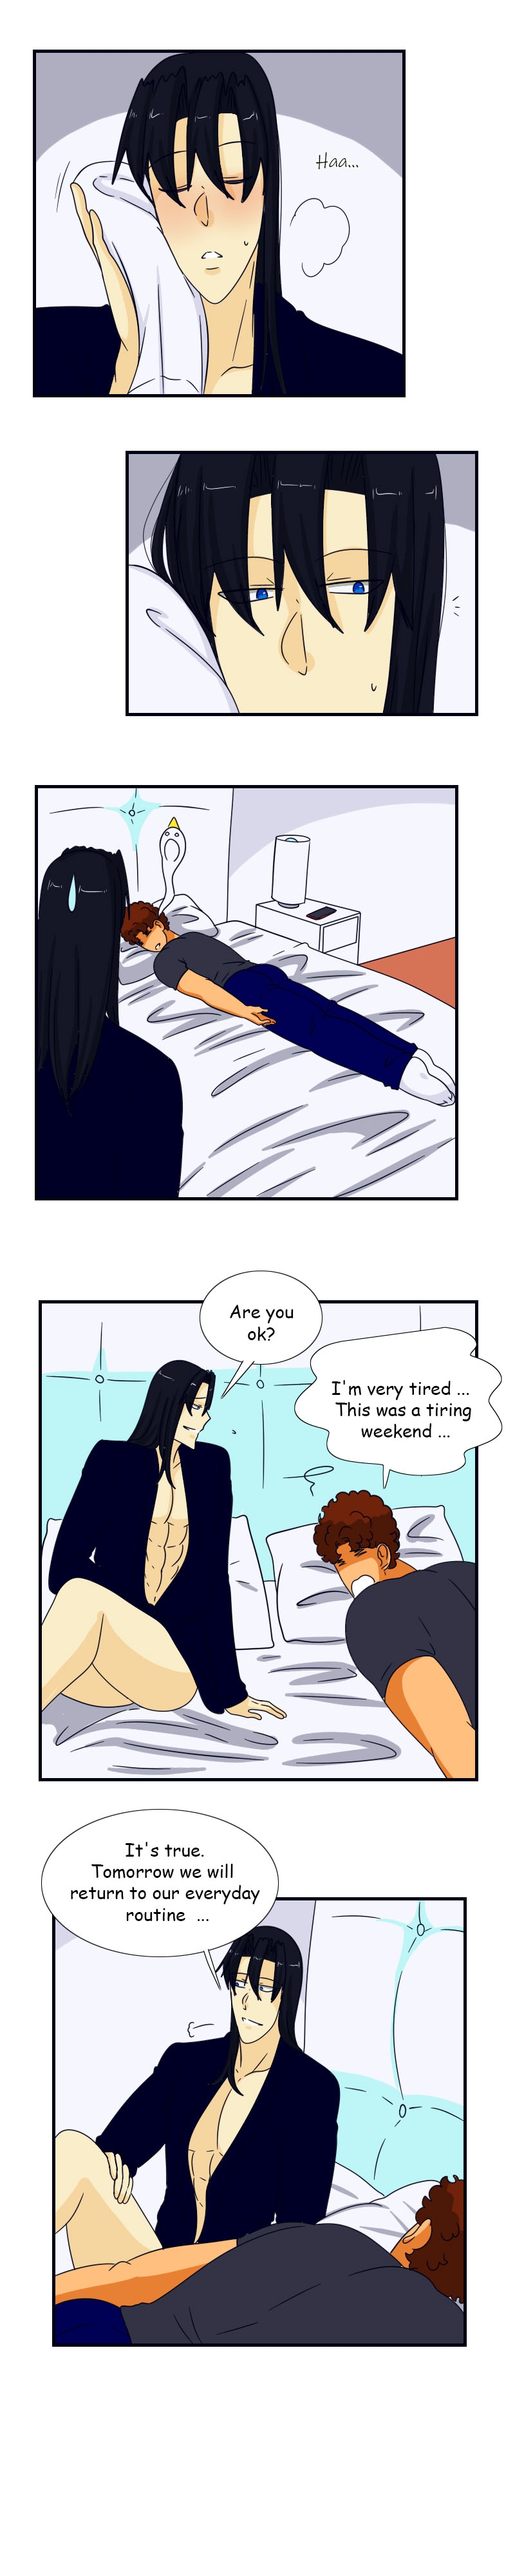 Haa...
Are you
ok?
I'm very tired ...
This was a tiring
weekend ...
It's true.
Tomorrow we will
return to our everyday
routine ...